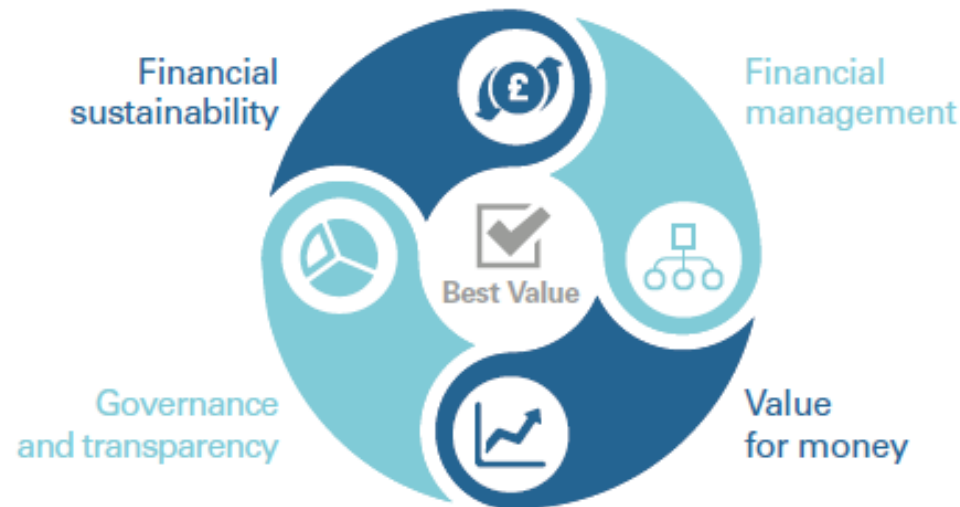 Financial
sustainability
Financial
management
£
Best Value
Governance
and transparency
Value
for money